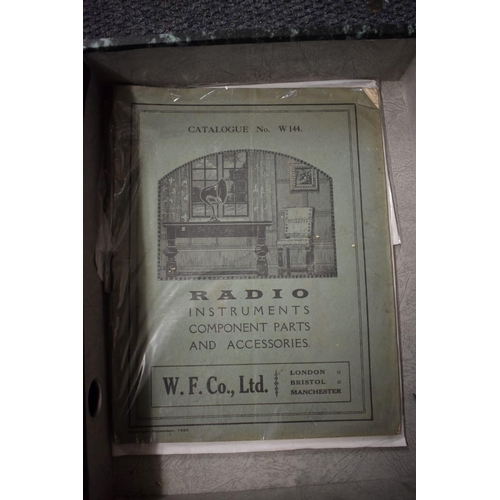 CATALOGUE No. W144.
RADIO
INSTRUMENTS
COMPONENT PARTS
AND ACCESSORIES.
W. F. Co., Ltd.
LONDON
BRISTOL
MANCHESTER